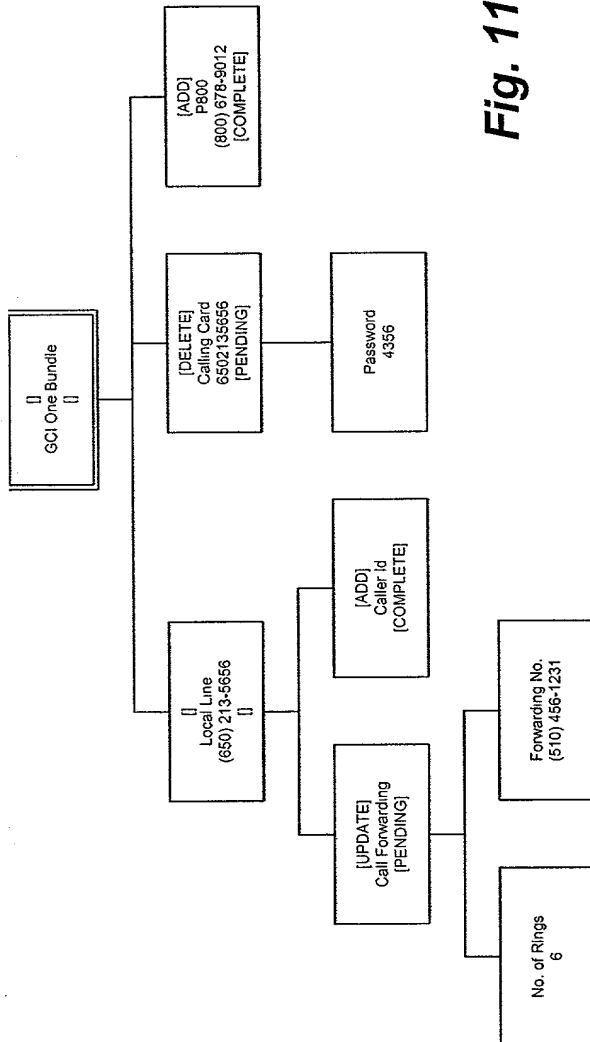 []
GCI One Bundle
[]
[]
Local Line
(650) 213-5656
[]
[DELETE]
Calling Card
6502135656
[PENDING]
[ADD]
P800
(800) 678-9012
[COMPLETE]
[UPDATE]
Call Forwarding
[PENDING]
[ADD]
Caller Id
[COMPLETE]
Password
4356
No. of Rings
6
Forwarding No.
(510) 456-1231
Fig. 11